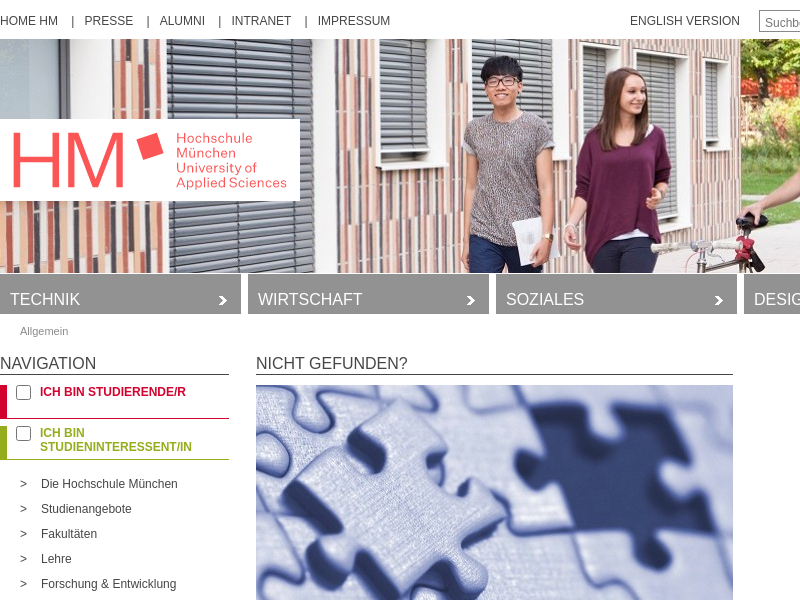 HOME HM | PRESSE | ALUMNI | INTRANET | IMPRESSUM ENGLISH VERSION Suchbe
HM
Hochschule
München
University of
Applied Sciences
TECHNIK WIRTSCHAFT SOZIALES DESIG
Allgemein
NAVIGATION
ICH BIN STUDIERENDE/R
ICH BIN
STUDIENINTERESSENT/IN
> Die Hochschule München
> Studienangebote
> Fakultäten
> Lehre
> Forschung & Entwicklung
NICHT GEFUNDEN?